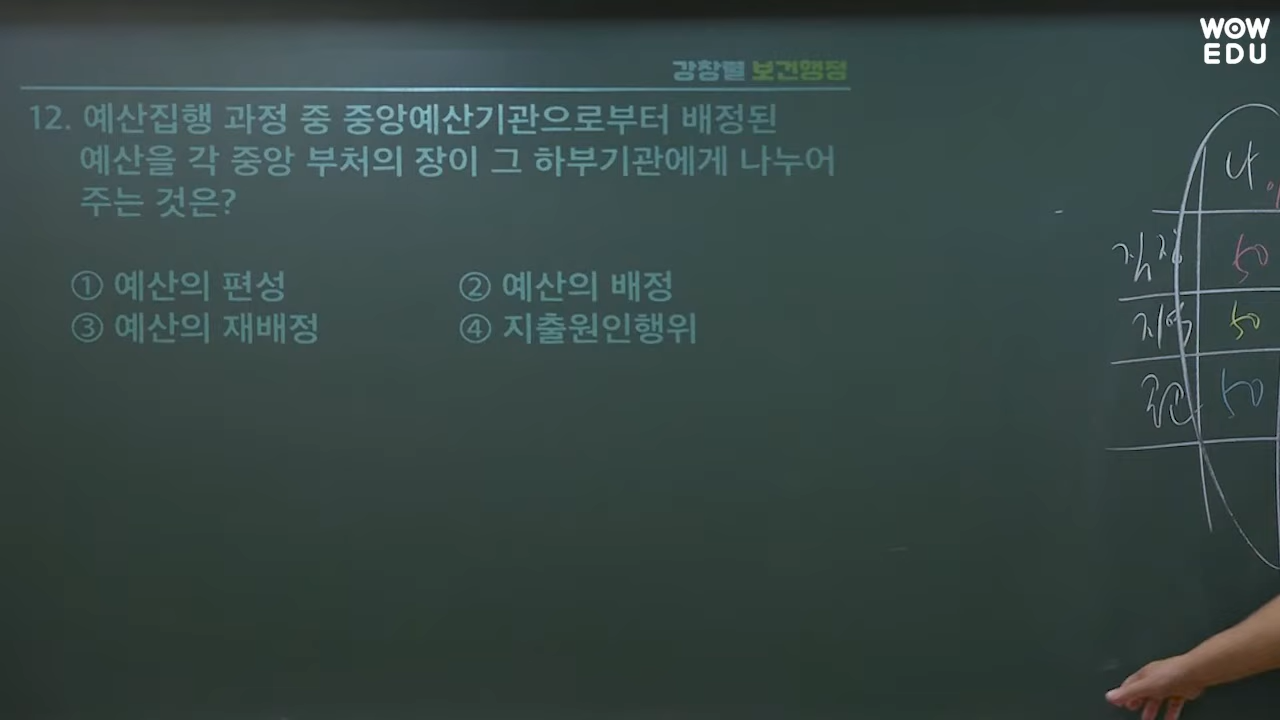 WOW
EDU
강창렬 보건행정
12. 예산집행 과정 중 중앙예산기관으로부터 배정된
예산을 각 중앙 부처의 장이 그 하부기관에게 나누어
주는 것은?
① 예산의 편성
② 예산의 배정
③ 예산의 재배정
④ 지출원인행위
나
50
50
50